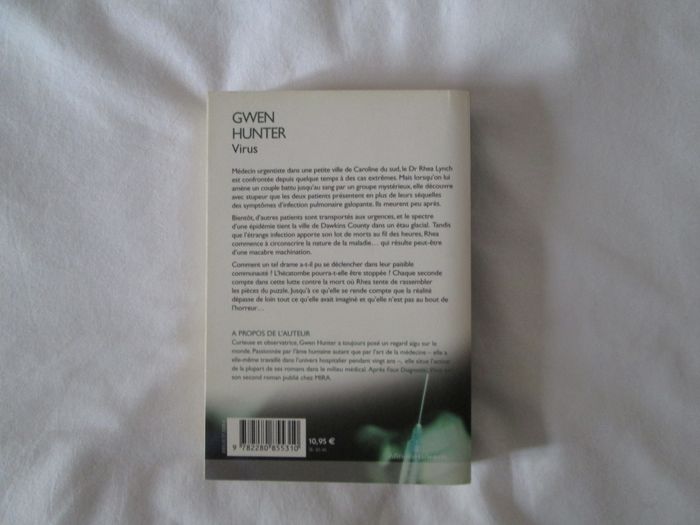 GWEN
HUNTER
Virus
Médecin urgentiste dans une petite ville de Caroline du sud, le Dr Rhea Lynch
est confrontée depuis quelque temps à des cas extrêmes. Mais lorsqu'on lui
amène un couple battu jusqu'au sang par un groupe mystérieux, elle découvre
avec stupeur que les deux patients présentent en plus de leurs séquelles
des symptômes d'infection pulmonaire galopante. Ils meurent peu après.
Bientôt, d'autres patients sont transportés aux urgences, et le spectre
d'une épidémie tient la ville de Dawkins County dans un étau glacial. Tandis
que l'étrange infection apporte son lot de morts au fil des heures, Rhea
commence à circonscrire la nature de la maladie… qui résulte peut-être
d'une macabre machination.
Comment un tel drame a-t-il pu se déclencher dans leur paisible
communauté ? L'hécatombe pourra-t-elle être stoppée ? Chaque seconde
compte dans cette lutte contre la mort où Rhea tente de rassembler
les pièces du puzzle. Jusqu'à ce qu'elle se rende compte que la réalité
dépasse de loin tout ce qu'elle avait imaginé et qu'elle n'est pas au bout de
l'horreur…
A PROPOS DE L'AUTEUR
Curieuse et observatrice, Gwen Hunter a toujours posé un regard aigu sur le
monde. Passionnée par l'âme humaine autant que par l'art de la médecine – elle a
elle-même travaillé dans l'univers hospitalier pendant vingt ans –, elle situe l'action
de la plupart de ses romans dans le milieu médical. Après Faux Diagnostic, Virus est
son second roman publié chez MIRA.
10,95 €
9 782280 855310